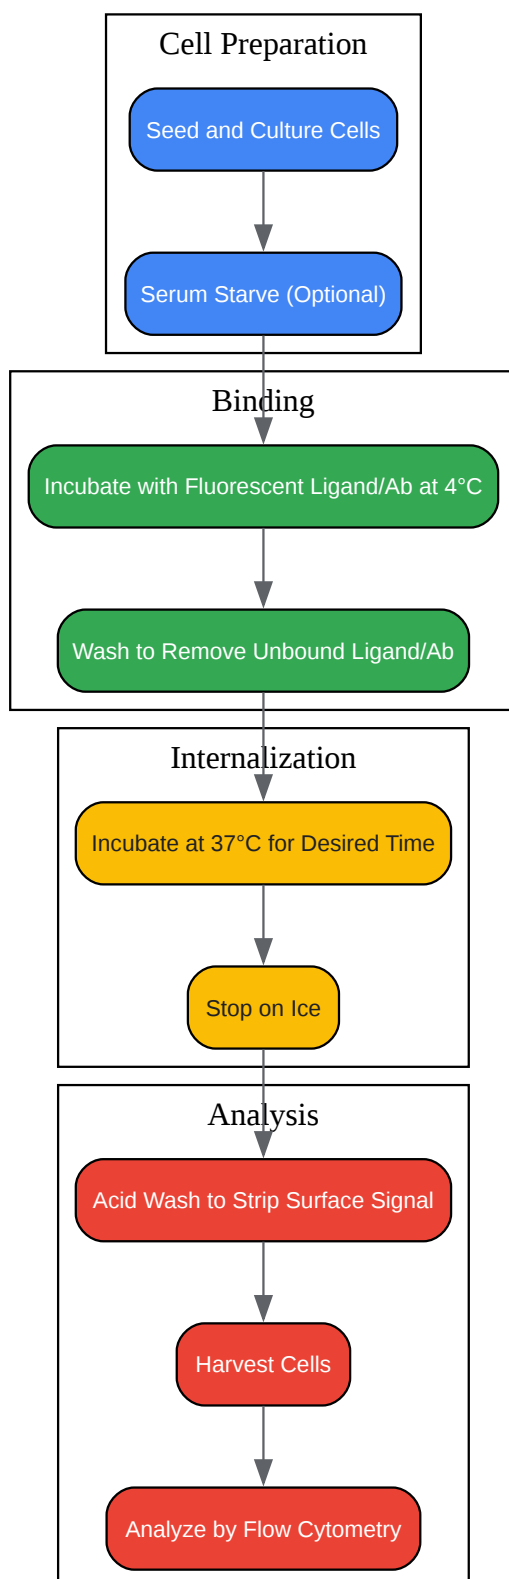 Cell Preparation
Seed and Culture Cells
Serum Starve (Optional)
Binding
Incubate with Fluorescent Ligand/Ab at 4°C
Wash to Remove Unbound Ligand/Ab
Internalization
Incubate at 37°C for Desired Time
Stop on Ice
Analysis
Acid Wash to Strip Surface Signal
Harvest Cells
Analyze by Flow Cytometry